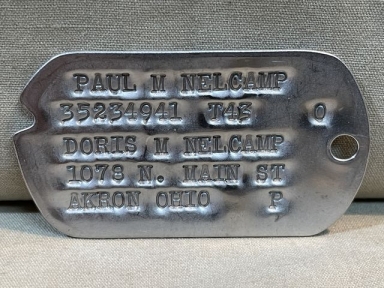 PAUL M NELCAMP
35234941 T43 O
DORIS M NELCAMP
1078 N. MAIN ST
AKRON OHIO P